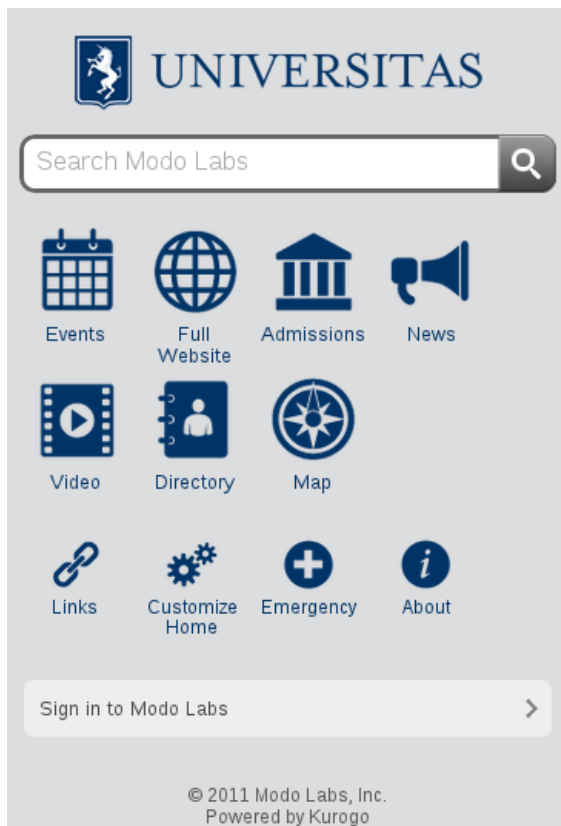 UNIVERSITAS
Search Modo Labs
Events
Full
Website
Admissions
News
Video
Directory
Map
Links
Customize
Home
Emergency
About
Sign in to Modo Labs
© 2011 Modo Labs, Inc.
Powered by Kurogo